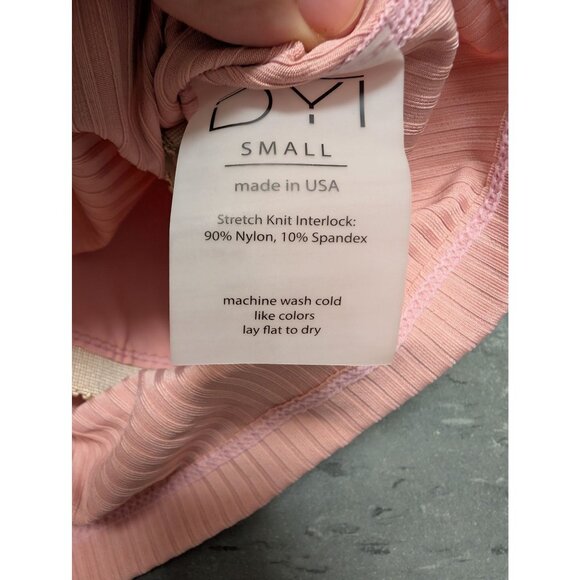 DYI
SMALL
made in USA
Stretch Knit Interlock:
90% Nylon, 10% Spandex
machine wash cold
like colors
lay flat to dry